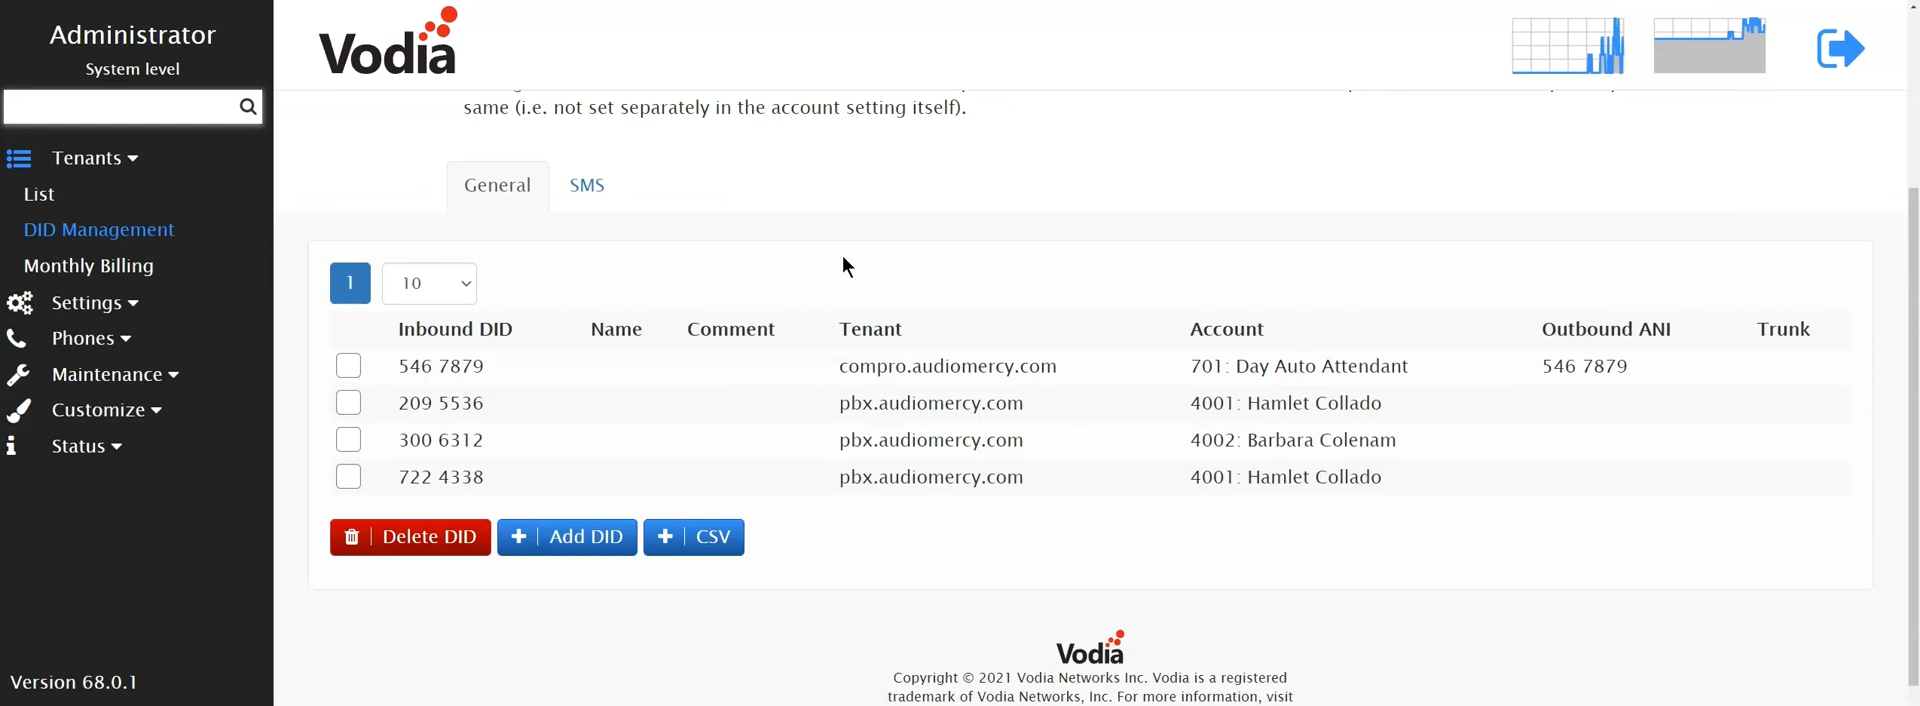 Administrator
System level
Tenants
List
DID Management
Monthly Billing
Settings
Phones
Maintenance
Customize
Status
Version 68.0.1
Vodia
same (i.e. not set separately in the account setting itself).
General SMS
1 10
Inbound DID Name Comment Tenant Account Outbound ANI Trunk
546 7879 compro.audiomercy.com 701: Day Auto Attendant 546 7879
209 5536 pbx.audiomercy.com 4001: Hamlet Collado
300 6312 pbx.audiomercy.com 4002: Barbara Colenam
722 4338 pbx.audiomercy.com 4001: Hamlet Collado
Delete DID Add DID CSV
Vodia
Copyright © 2021 Vodia Networks Inc. Vodia is a registered
trademark of Vodia Networks, Inc. For more information, visit